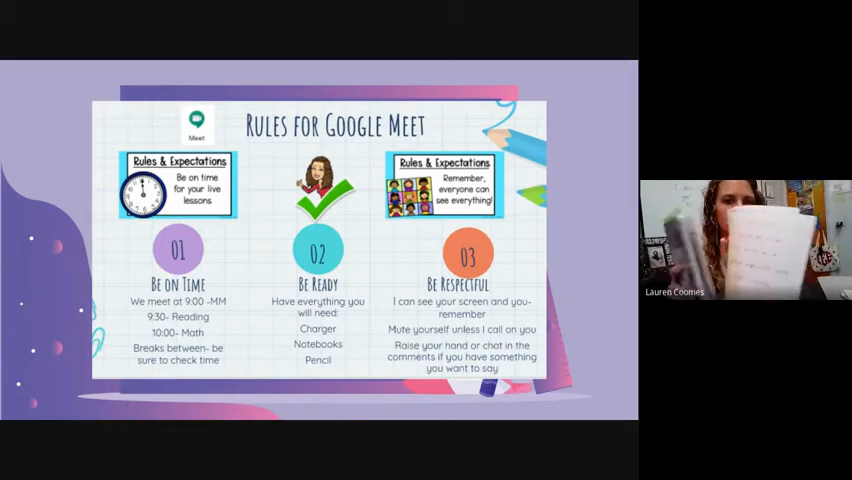 Meet
RULES FOR GOOGLE MEET
Rules & Expectations
Be on time
for your live
lessons
Rules & Expectations
Remember,
everyone can
see everything!
01
BE ON TIME
We meet at 9:00 -MM
9:30- Reading
10:00- Math
Breaks between- be
sure to check time
02
BE READY
Have everything you
will need:
Charger
Notebooks
Pencil
03
BE RESPECTFUL
I can see your screen and you-
remember
Mute yourself unless I call on you
Raise your hand or chat in the
comments if you have something
you want to say
Lauren Coomes